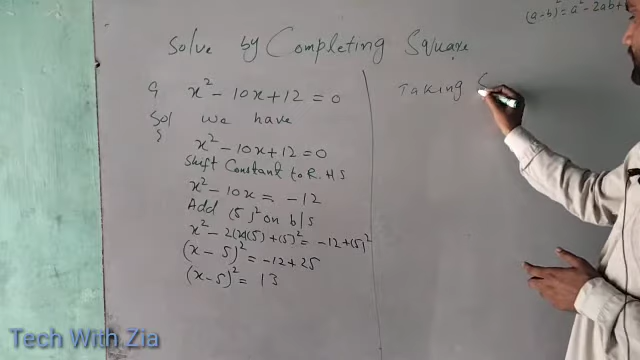 (a-b)² = a² - 2ab +
Solve by Completing Square
Q x² - 10x + 12 = 0
Sol we have
x² - 10x + 12 = 0
Shift Constant to R.H.S
x² - 10x = -12
Add (5)² on b/s
x² - 2(x)(5) + (5)² = -12 + (5)²
(x - 5)² = -12 + 25
(x - 5)² = 13
Taking S
Tech With Zia